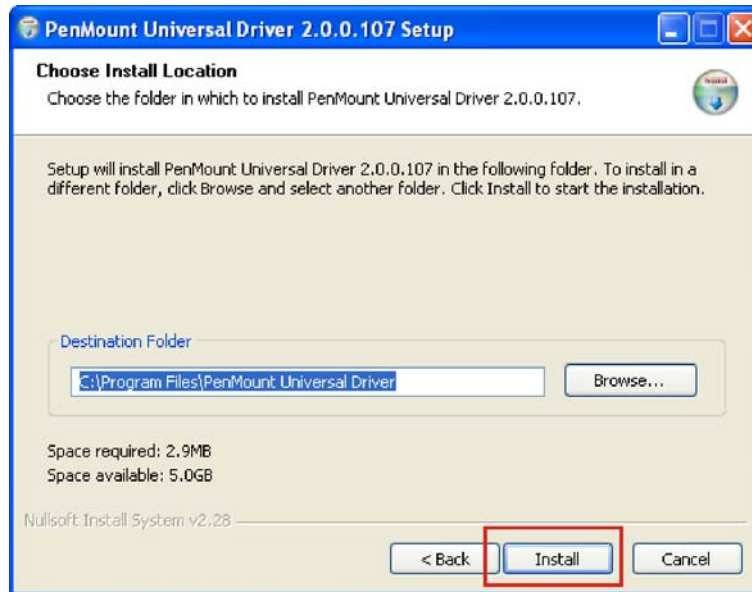 PenMount Universal Driver 2.0.0.107 Setup
Choose Install Location
Choose the folder in which to install PenMount Universal Driver 2.0.0.107.
Setup will install PenMount Universal Driver 2.0.0.107 in the following folder. To install in a
different folder, click Browse and select another folder. Click Install to start the installation.
Destination Folder
C:\Program Files\PenMount Universal Driver
Browse...
Space required: 2.9MB
Space available: 5.0GB
Nullsoft Install System v2.28
< Back
Install
Cancel